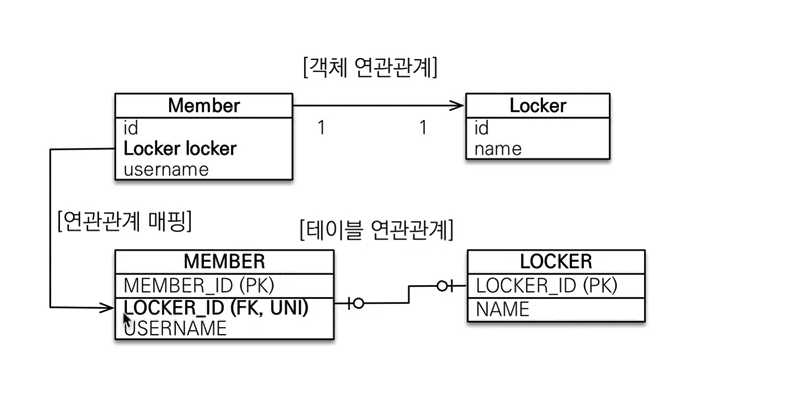 [객체 연관관계]
Member
Locker
id
Locker locker
username
1
1
id
name
[연관관계 매핑]
[테이블 연관관계]
MEMBER
MEMBER_ID (PK)
LOCKER_ID (FK, UNI)
USERNAME
LOCKER
LOCKER_ID (PK)
NAME